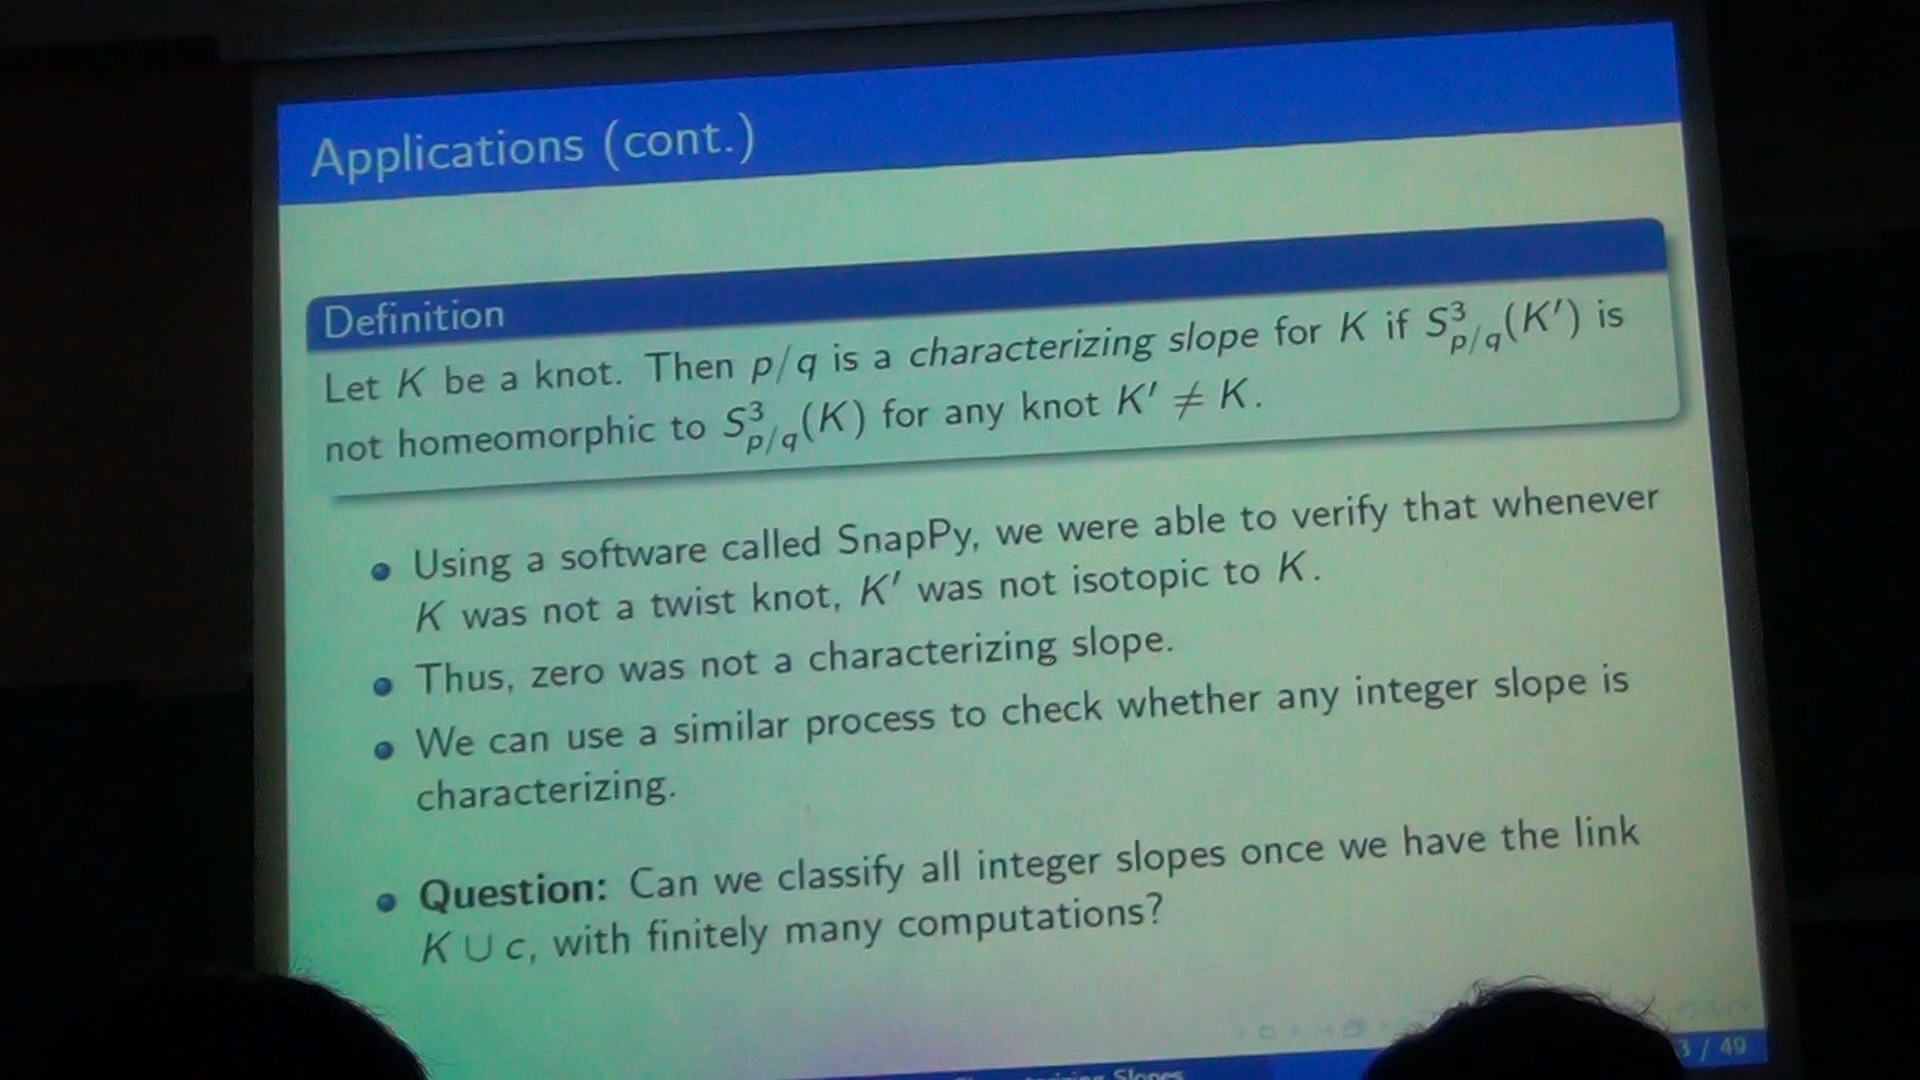 Applications (cont.)
Definition
Let K be a knot. Then p/q is a characterizing slope for K if S³_{p/q}(K′) is
not homeomorphic to S³_{p/q}(K) for any knot K′ ≠ K.
Using a software called SnapPy, we were able to verify that whenever
K was not a twist knot, K′ was not isotopic to K.
Thus, zero was not a characterizing slope.
We can use a similar process to check whether any integer slope is
characterizing.
Question: Can we classify all integer slopes once we have the link
K ∪ c, with finitely many computations?
Slopes
3 / 49